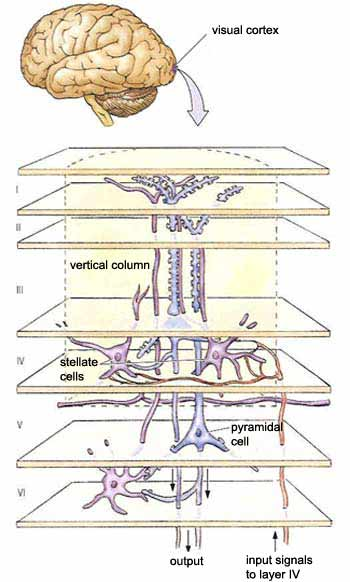 visual cortex
I
II
vertical column
III
stellate
cells
IV
V
pyramidal
cell
VI
output
input signals
to layer IV